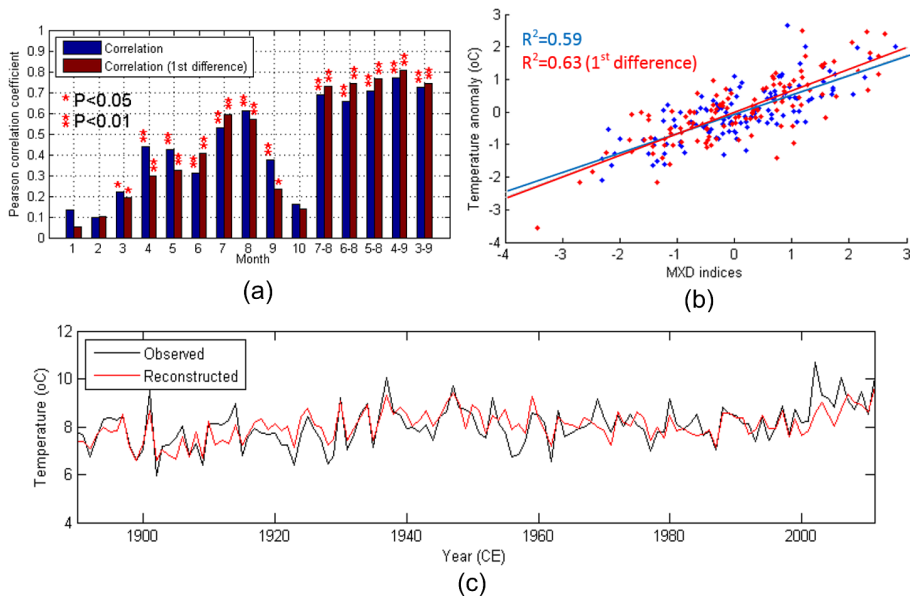 (a)
Pearson correlation coefficient
1
0.9
0.8
0.7
0.6
0.5
0.4
0.3
0.2
0.1
0
Correlation
Correlation (1st difference)
* P<0.05
** P<0.01
1 2 3 4 5 6 7 8 9 10 7-8 6-8 5-8 4-9 3-9
Month
(a)
Temperature anomaly (oC)
4
3
2
1
0
-1
-2
-3
-4
R²=0.59
R²=0.63 (1st difference)
-4 -3 -2 -1 0 1 2 3
MXD indices
(b)
Temperature (oC)
12
10
8
6
4
Observed
Reconstructed
1900 1920 1940 1960 1980 2000
Year (CE)
(c)